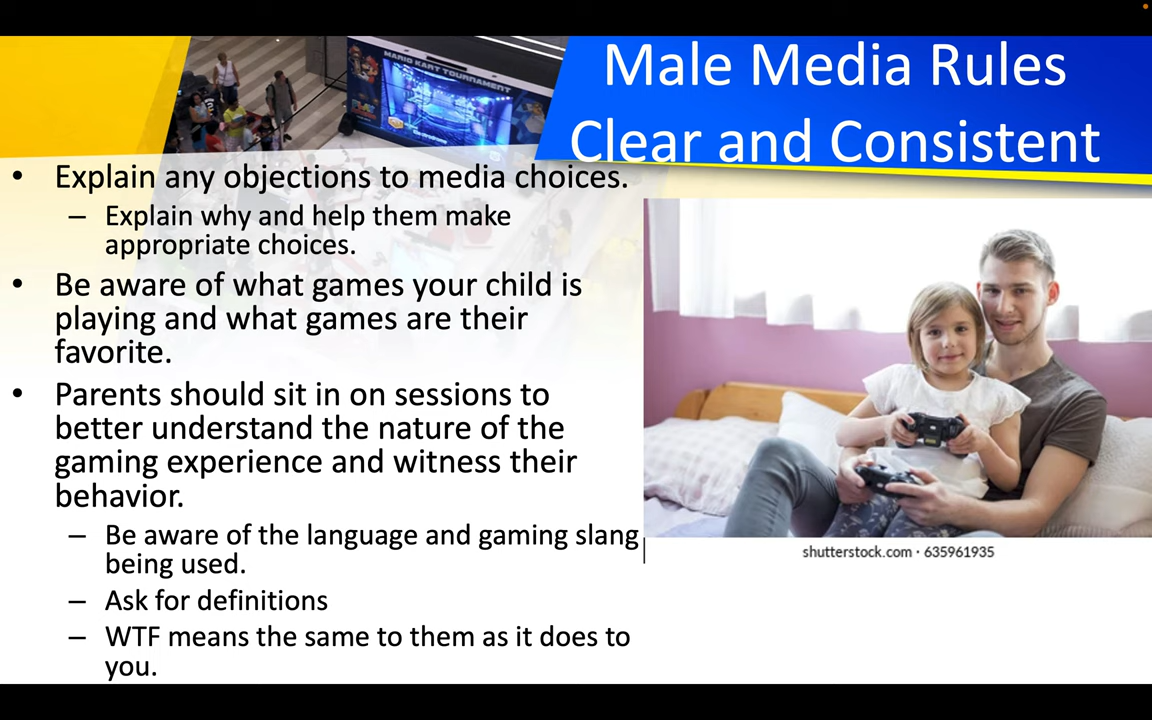 MARIO KART TOURNAMENT
Male Media Rules
Clear and Consistent
• Explain any objections to media choices.
– Explain why and help them make
appropriate choices.
• Be aware of what games your child is
playing and what games are their
favorite.
• Parents should sit in on sessions to
better understand the nature of the
gaming experience and witness their
behavior.
– Be aware of the language and gaming slang
being used.
– Ask for definitions
– WTF means the same to them as it does to
you.
shutterstock.com · 635961935